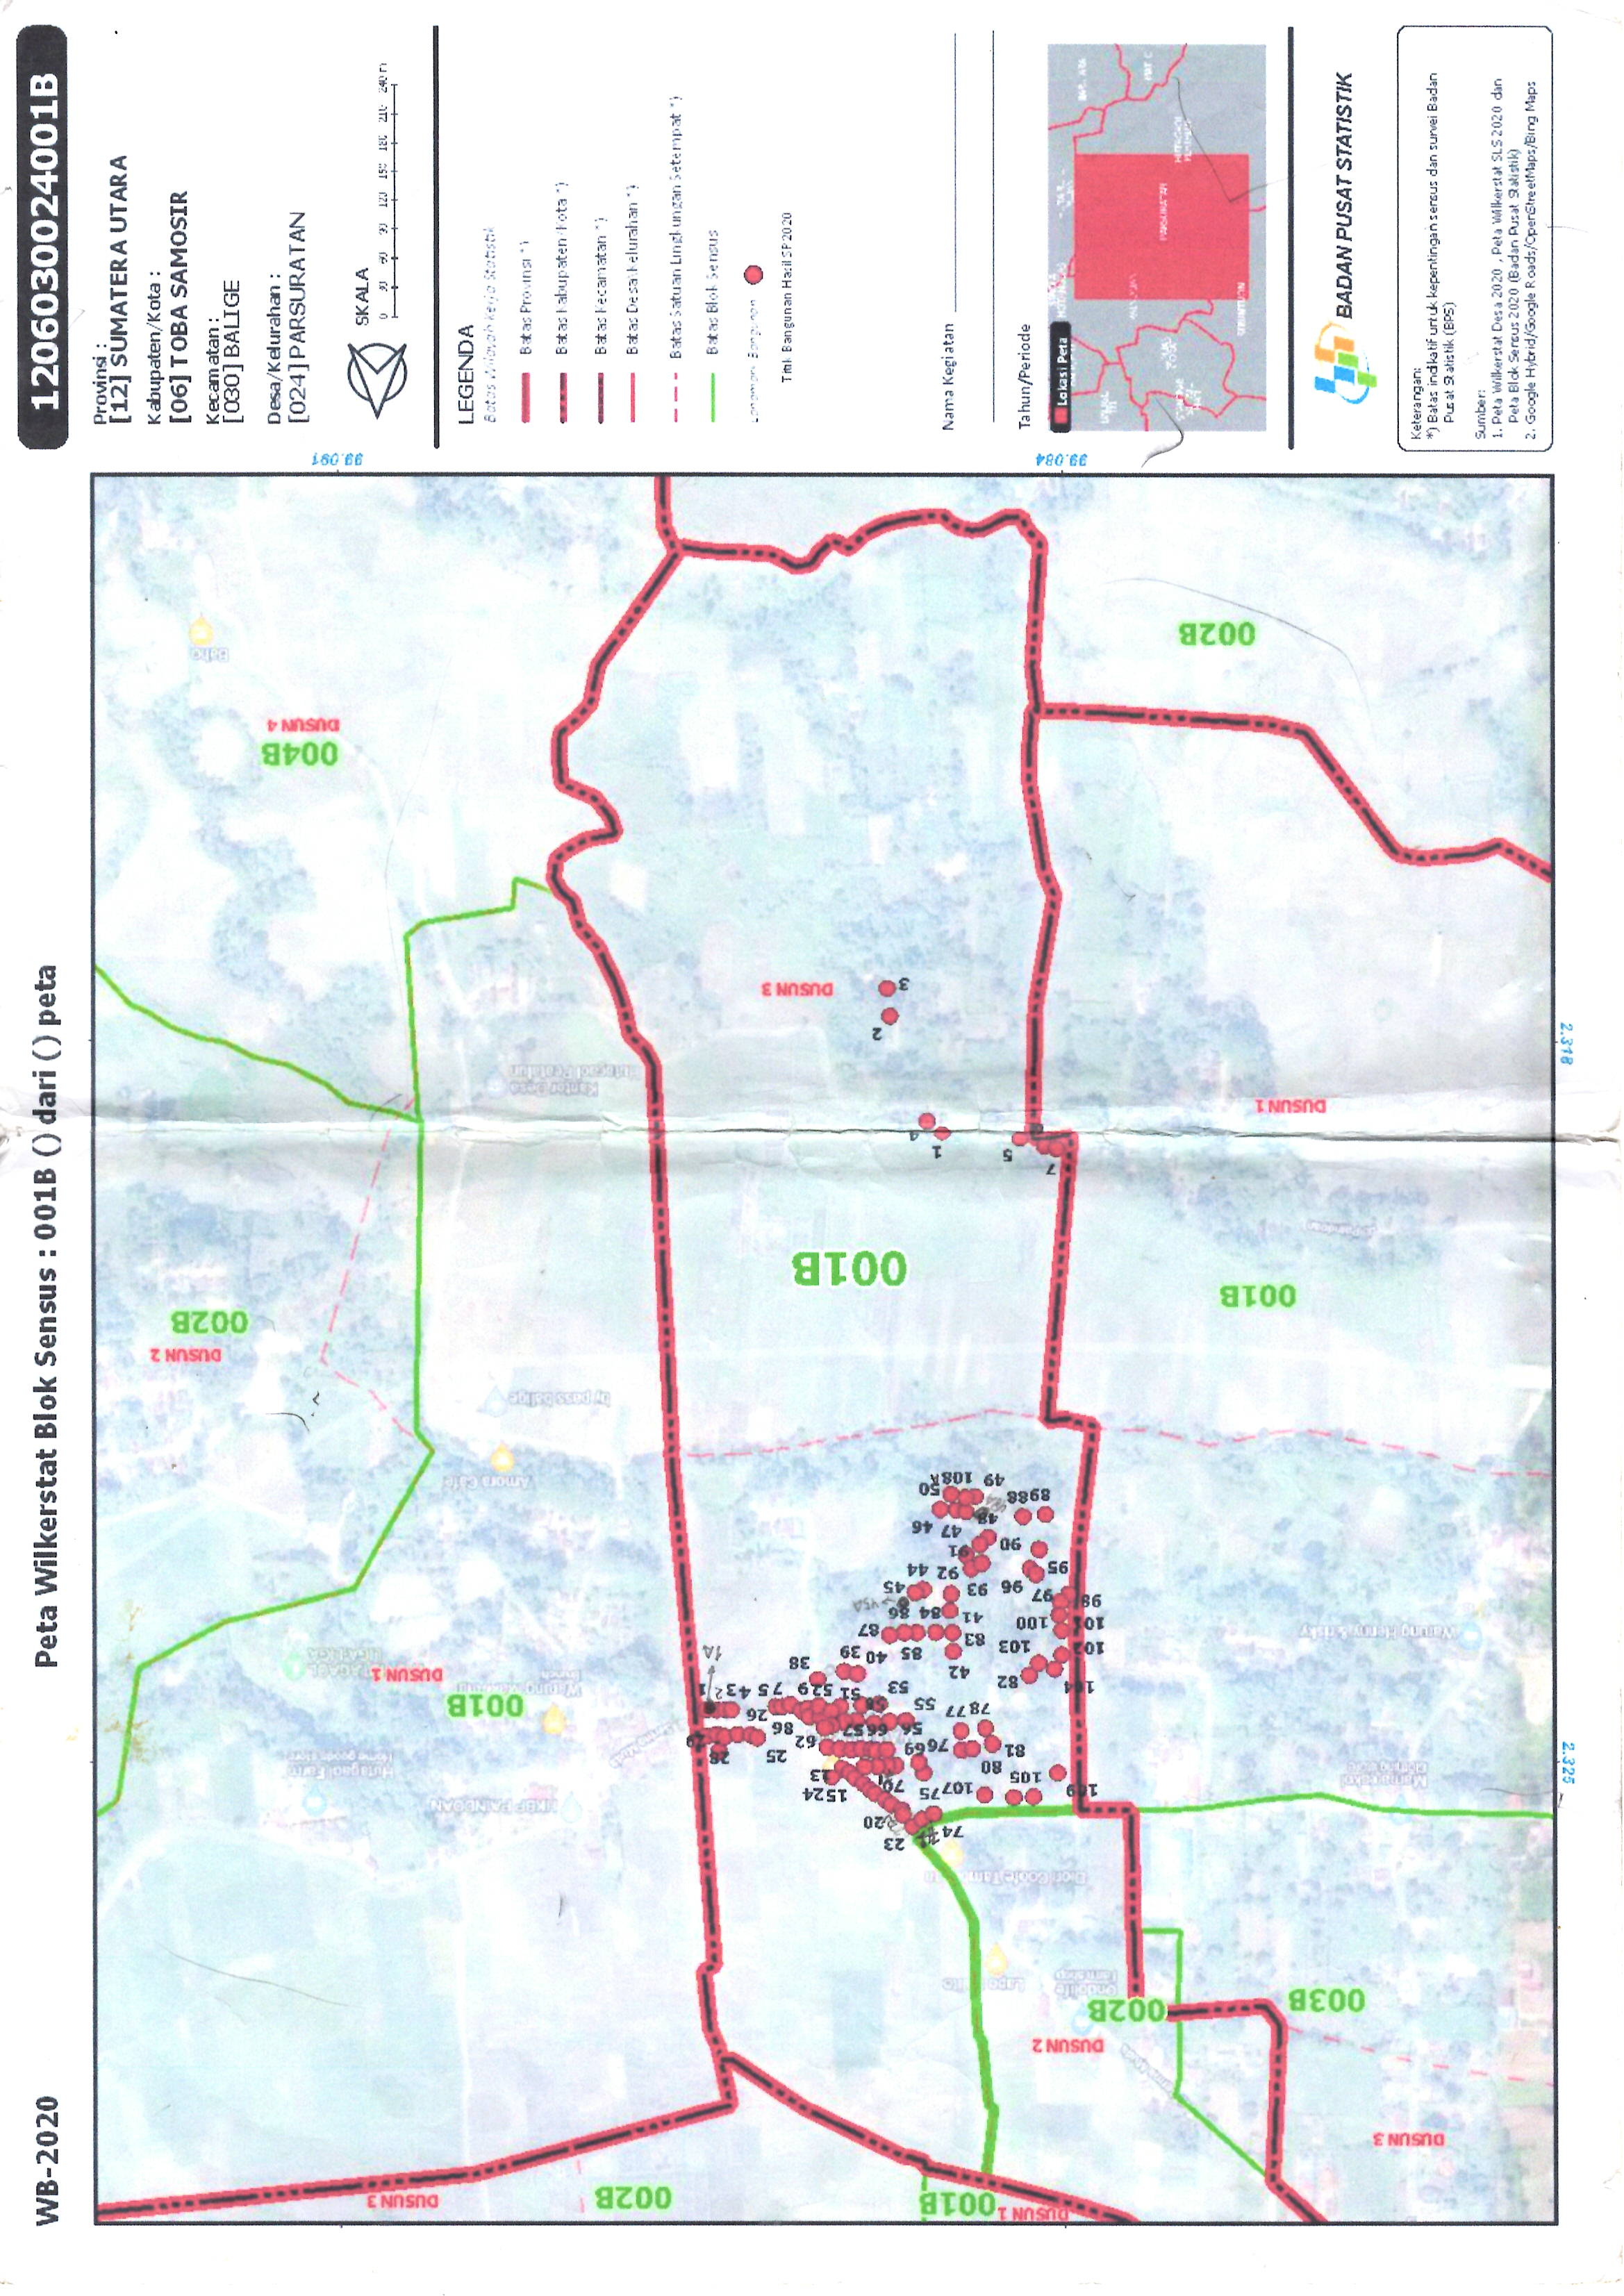 WB-2020
Peta Wilkerstat Blok Sensus : 001B () dari () peta
DUSUN 1
001B
002B
DUSUN 3
DUSUN 3
DUSUN 2
003B
002B
74
23
20
109
105
107
75
70
15
24
13
80
81
76
69
25
28
29
62
86
78
77
56
66
57
55
53
51
52
9
7
5
26
4
3
2
1
1A
104
82
42
40
39
38
102
103
83
85
87
101
100
41
84
86
45A
98
97
96
93
45
95
92
44
90
91
47
46
48
89
88
49
108A
50
HKBP PAINDOAN
Hutagaol Farm
Home goods store
001B
DUSUN 1
Warung Henny & risky
Amora Cafe
by pass balige
DUSUN 2
002B
001B
001B
7
5
1
4
DUSUN 1
Kantor Desa
Hutagaol Peatalun
2
3
DUSUN 3
004B
DUSUN 4
002B
2.325
2.318
99.084
99.091
1206030024001B
Provinsi :
[12] SUMATERA UTARA
Kabupaten/Kota :
[06] TOBA SAMOSIR
Kecamatan :
[030] BALIGE
Desa/Kelurahan :
[024] PARSURATAN
SKALA
0 30 60 90 120 150 180 210 240 m
LEGENDA
Batas Wilayah Kerja Statistik
Batas Provinsi *)
Batas Kabupaten/Kota *)
Batas Kecamatan *)
Batas Desa/Kelurahan *)
Batas Satuan Lingkungan Setempat *)
Batas Blok Sensus
Titik Bangunan Hasil SP2020
Nama Kegiatan
Tahun/Periode
Lokasi Peta
BADAN PUSAT STATISTIK
Keterangan:
*) Batas indikatif untuk kepentingan sensus dan survei Badan
Pusat Statistik (BPS)
Sumber:
1. Peta Wilkerstat Desa 2020 , Peta Wilkerstat SLS 2020 dan
Peta Blok Sensus 2020 (Badan Pusat Statistik)
2. Google Hybrid/Google Roads/OpenStreetMaps/Bing Maps